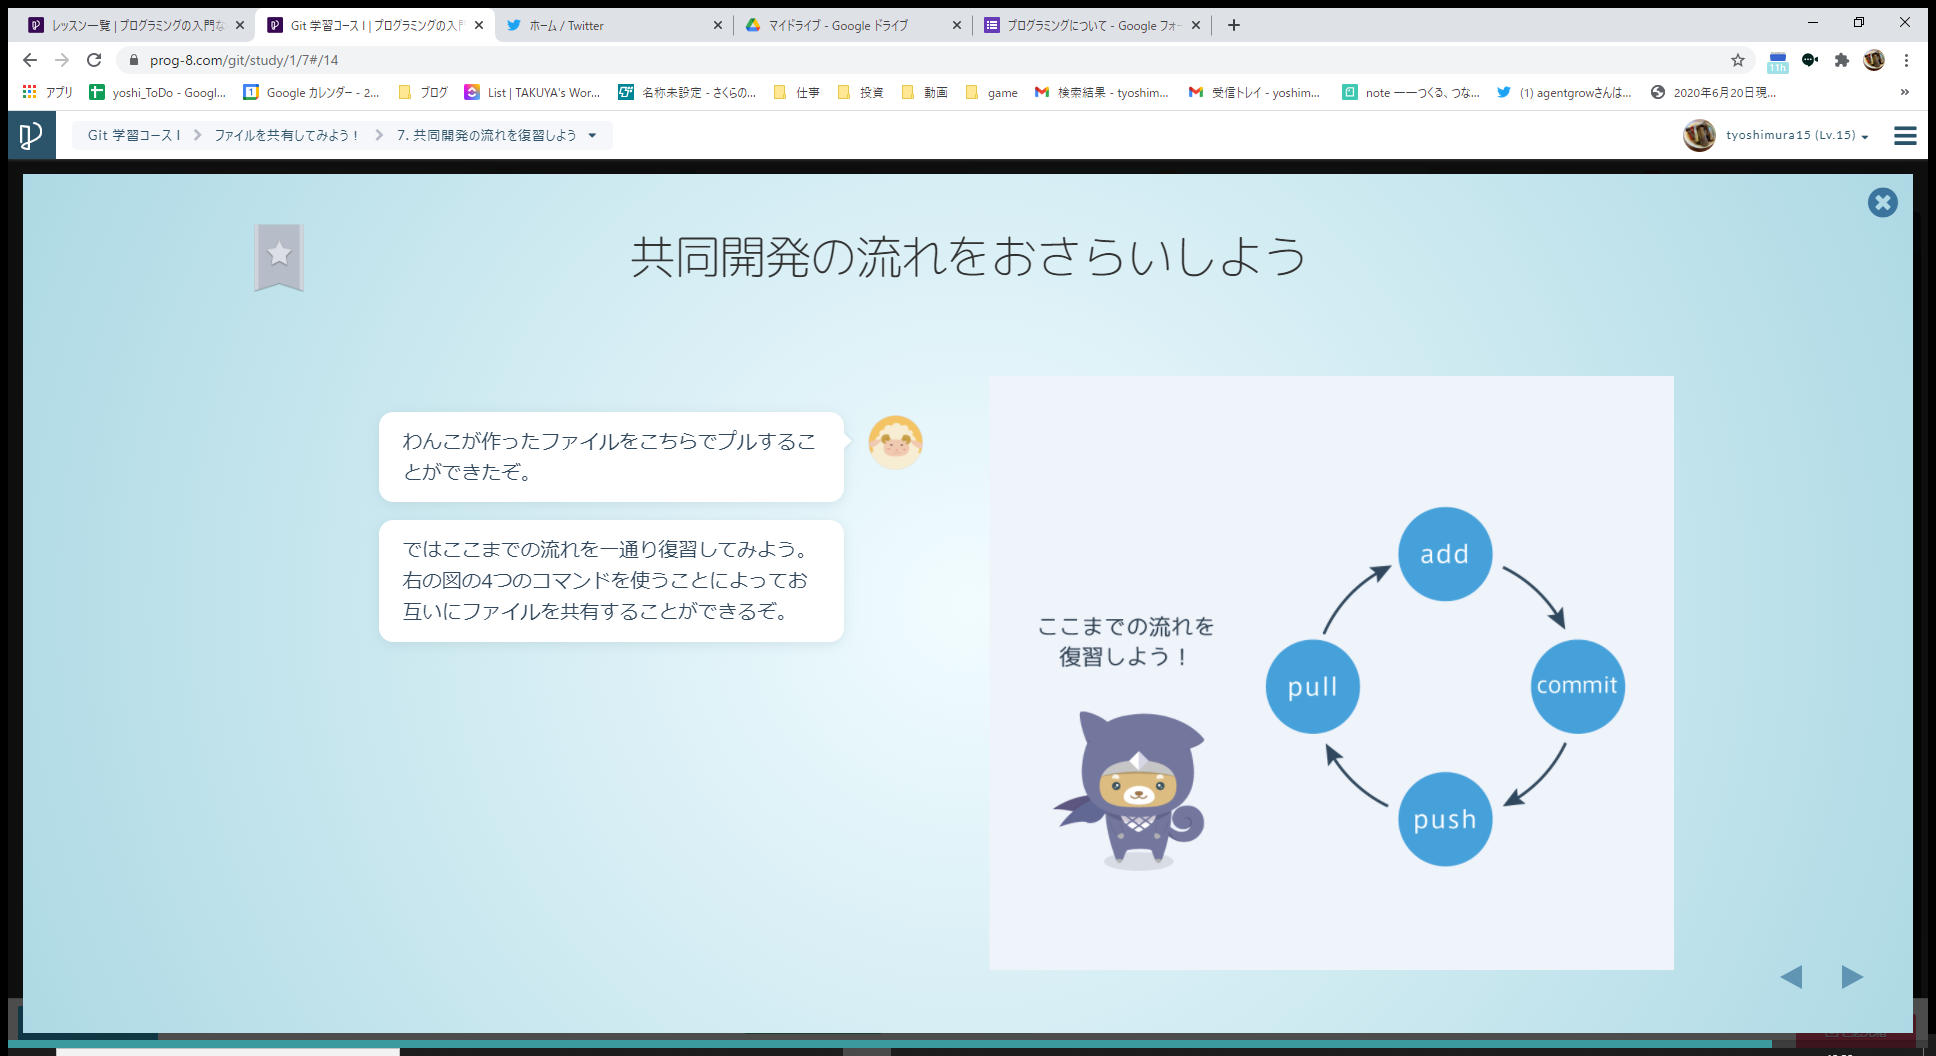 レッスン一覧 | プログラミングの入門な
Git 学習コース I | プログラミングの入門
ホーム / Twitter
マイドライブ - Google ドライブ
プログラミングについて - Google フォー
prog-8.com/git/study/1/7#/14
11h
アプリ
yoshi_ToDo - Googl...
Google カレンダー - 2...
ブログ
List | TAKUYA's Wor...
名称未設定 - さくらの...
仕事
投資
動画
game
検索結果 - tyoshim...
受信トレイ - yoshim...
note ーーつくる、つな...
(1) agentgrowさんは...
2020年6月20日現...
»
Git 学習コース I
ファイルを共有してみよう！
7. 共同開発の流れを復習しよう
tyoshimura15 (Lv.15)
共同開発の流れをおさらいしよう
わんこが作ったファイルをこちらでプルするこ
とができたぞ。
ではここまでの流れを一通り復習してみよう。
右の図の4つのコマンドを使うことによってお
互いにファイルを共有することができるぞ。
ここまでの流れを
復習しよう！
add
commit
push
pull